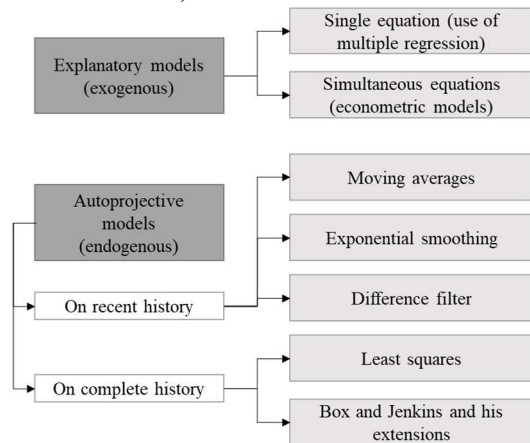 Single equation (use of
multiple regression)
Explanatory models
(exogenous)
Simultaneous equations
(econometric models)
Moving averages
Autoprojective
models
(endogenous)
Exponential smoothing
On recent history
Difference filter
Least squares
On complete history
Box and Jenkins and his
extensions